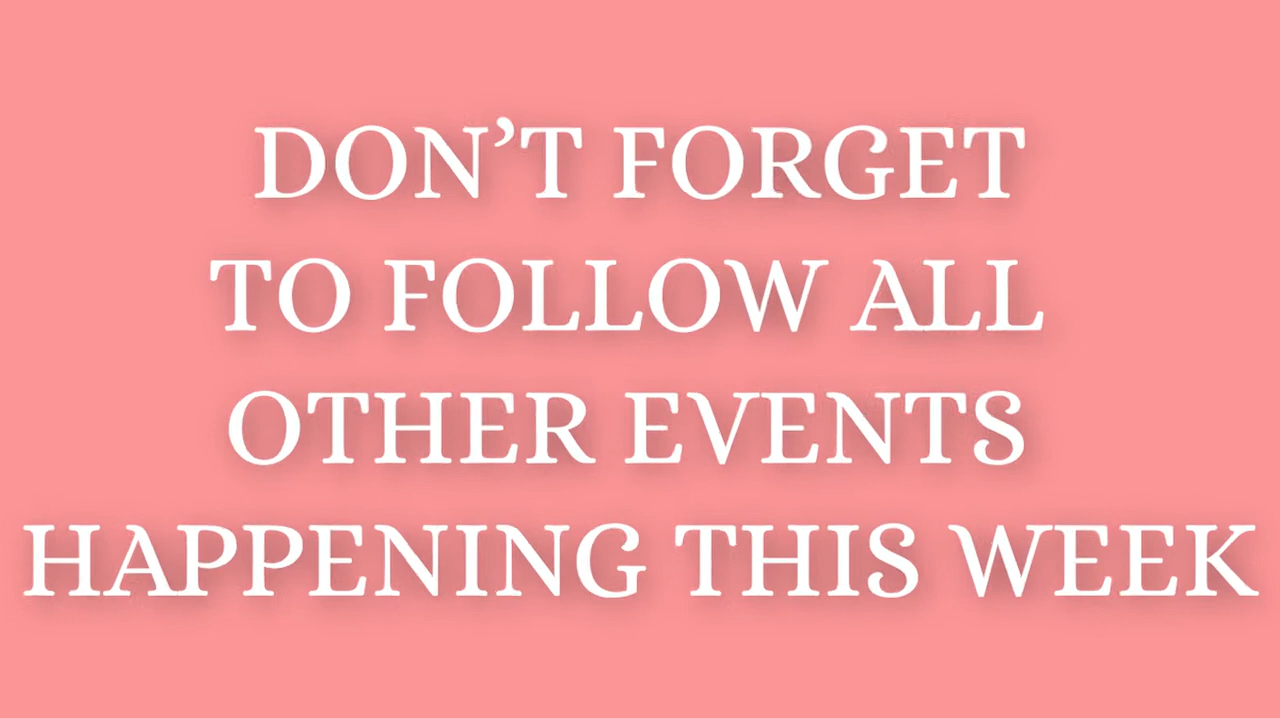 DON’T FORGET
TO FOLLOW ALL
OTHER EVENTS
HAPPENING THIS WEEK